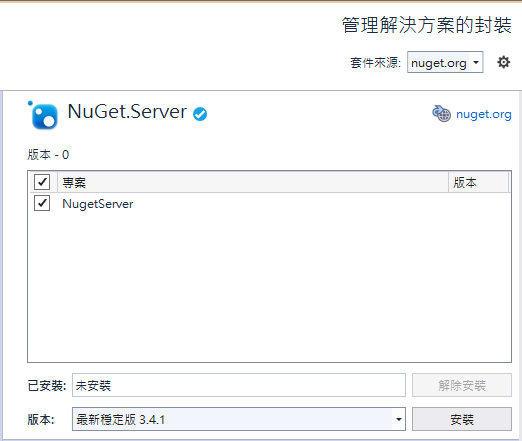 管理解決方案的封裝
套件來源: nuget.org
NuGet.Server
nuget.org
版本 - 0
專案 版本
NugetServer
已安裝: 未安裝 解除安裝
版本: 最新穩定版 3.4.1 安裝